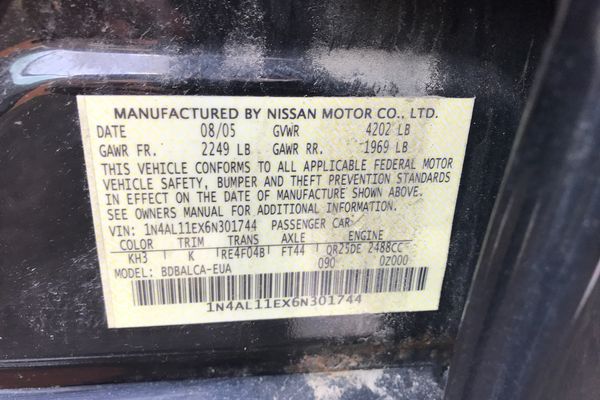 MANUFACTURED BY NISSAN MOTOR CO., LTD.
DATE 08/05 GVWR 4202 LB
GAWR FR. 2249 LB GAWR RR. 1969 LB
THIS VEHICLE CONFORMS TO ALL APPLICABLE FEDERAL MOTOR
VEHICLE SAFETY, BUMPER AND THEFT PREVENTION STANDARDS
IN EFFECT ON THE DATE OF MANUFACTURE SHOWN ABOVE.
SEE OWNERS MANUAL FOR ADDITIONAL INFORMATION.
VIN: 1N4AL11EX6N301744 PASSENGER CAR
COLOR TRIM TRANS AXLE ENGINE
KH3 K RE4F04B FT44 QR25DE 2488CC
MODEL: BDBALCA-EUA 090 0Z000
1N4AL11EX6N301744